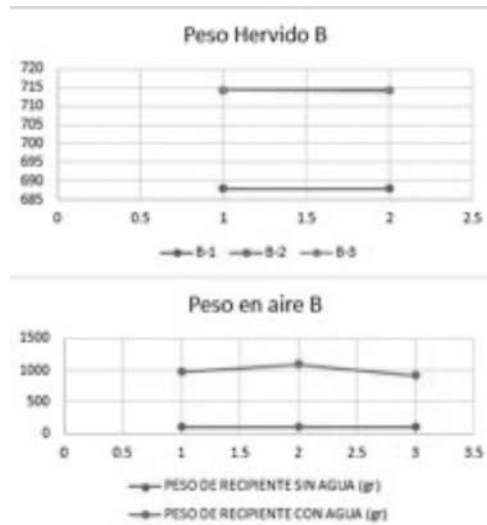 Peso Hervido B
720
715
710
705
700
695
690
685
0 0.5 1 1.5 2 2.5
B-1 B-2 B-3
Peso en aire B
1500
1000
500
0
0 0.5 1 1.5 2 2.5 3 3.5
PESO DE RECIPIENTE SIN AGUA (gr)
PESO DE RECIPIENTE CON AGUA (gr)